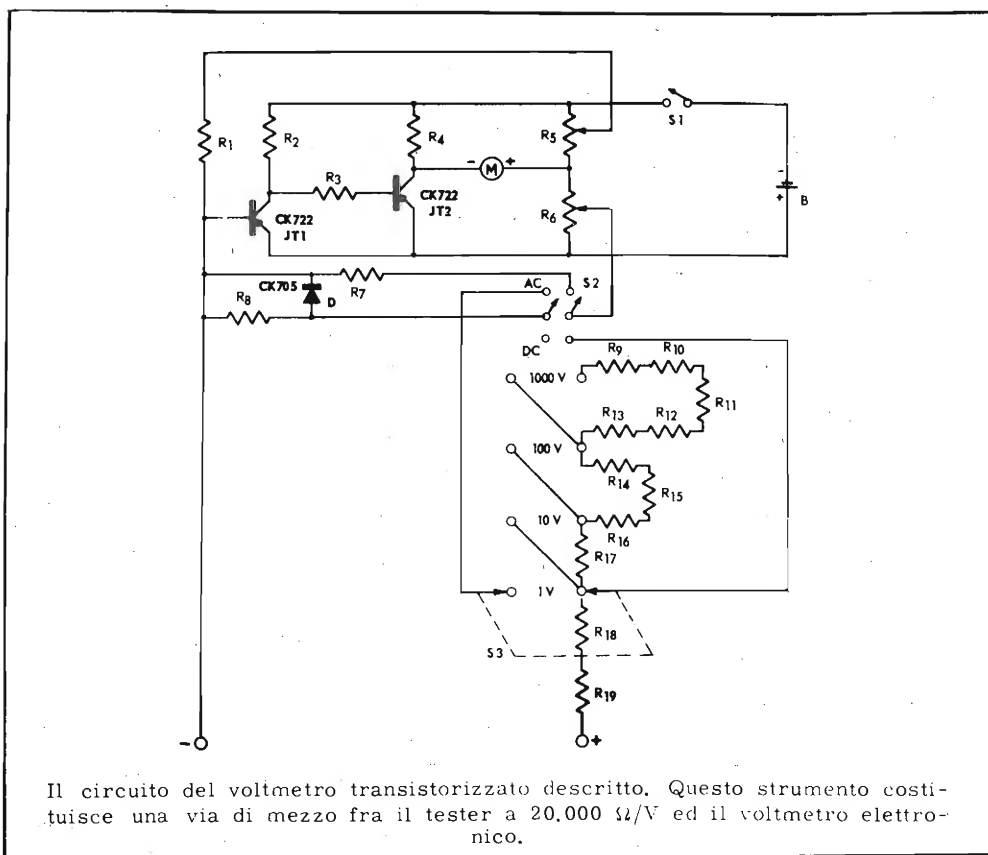 R1
R2
R3
R4
R5
S1
- M +
CK722
JT1
CK722
JT2
R6
-
+ B
CK705
D
R7
R8
AC
S2
DC
R9
R10
1000 V
R11
R13
R12
100 V
R14
R15
10 V
R16
R17
1 V
R18
S3
R19
-
+
Il circuito del voltmetro transistorizzato descritto. Questo strumento costi-
tuisce una via di mezzo fra il tester a 20.000 Ω/V ed il voltmetro elettro-
nico.